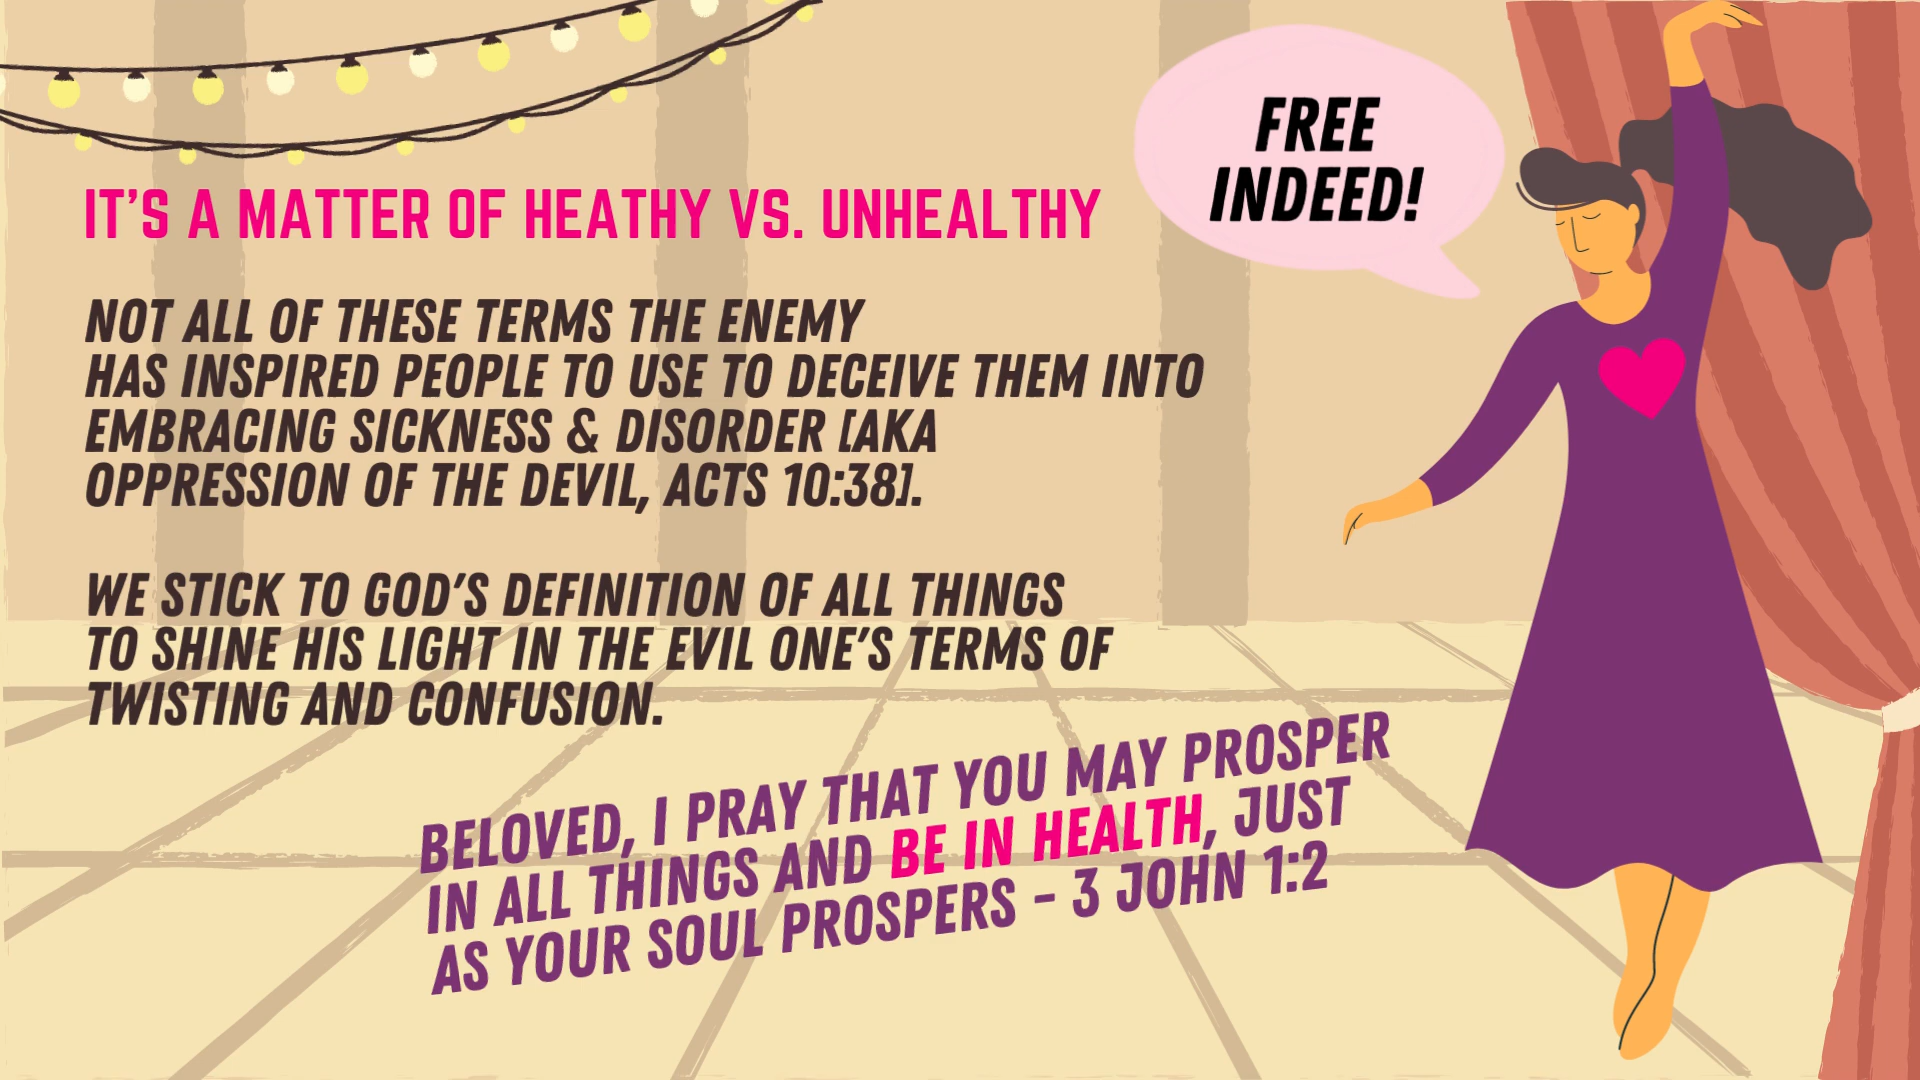 FREE
INDEED!
IT'S A MATTER OF HEATHY VS. UNHEALTHY
NOT ALL OF THESE TERMS THE ENEMY
HAS INSPIRED PEOPLE TO USE TO DECEIVE THEM INTO
EMBRACING SICKNESS & DISORDER [AKA
OPPRESSION OF THE DEVIL, ACTS 10:38].
WE STICK TO GOD'S DEFINITION OF ALL THINGS
TO SHINE HIS LIGHT IN THE EVIL ONE'S TERMS OF
TWISTING AND CONFUSION.
BELOVED, I PRAY THAT YOU MAY PROSPER
IN ALL THINGS AND BE IN HEALTH, JUST
AS YOUR SOUL PROSPERS - 3 JOHN 1:2